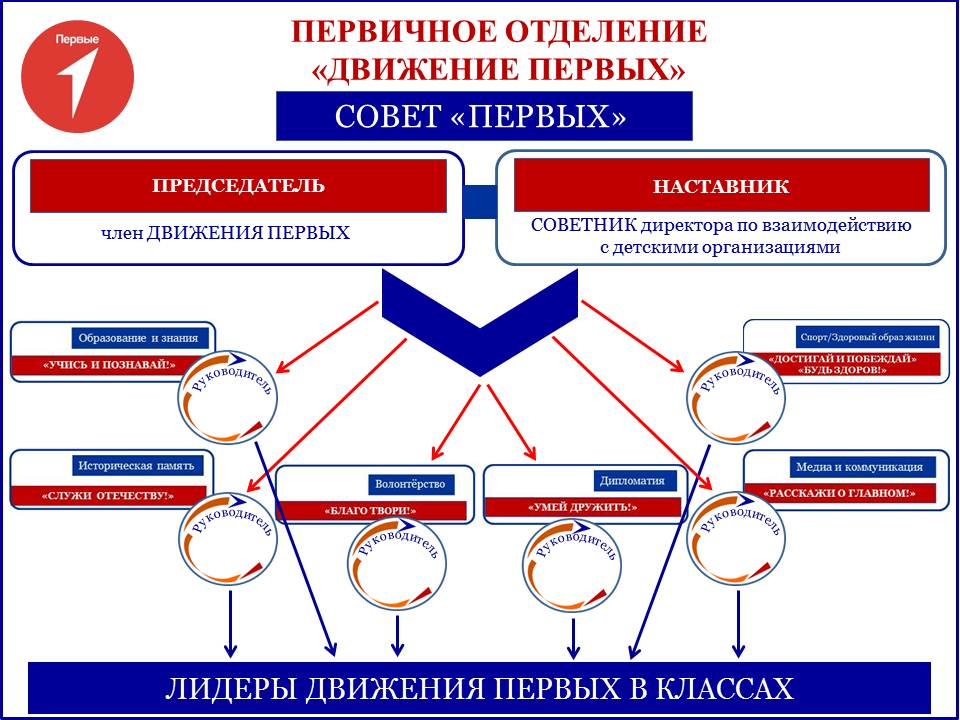 Первые
ПЕРВИЧНОЕ ОТДЕЛЕНИЕ
«ДВИЖЕНИЕ ПЕРВЫХ»
СОВЕТ «ПЕРВЫХ»
ПРЕДСЕДАТЕЛЬ
член ДВИЖЕНИЯ ПЕРВЫХ
НАСТАВНИК
СОВЕТНИК директора по взаимодействию
с детскими организациями
Образование и знания
«УЧИСЬ И ПОЗНАВАЙ!»
Руководитель
Спорт/Здоровый образ жизни
«ДОСТИГАЙ И ПОБЕЖДАЙ»
«БУДЬ ЗДОРОВ!»
Руководитель
Историческая память
«СЛУЖИ ОТЕЧЕСТВУ!»
Руководитель
Волонтёрство
«БЛАГО ТВОРИ!»
Руководитель
Дипломатия
«УМЕЙ ДРУЖИТЬ!»
Руководитель
Медиа и коммуникация
«РАССКАЖИ О ГЛАВНОМ!»
Руководитель
ЛИДЕРЫ ДВИЖЕНИЯ ПЕРВЫХ В КЛАССАХ